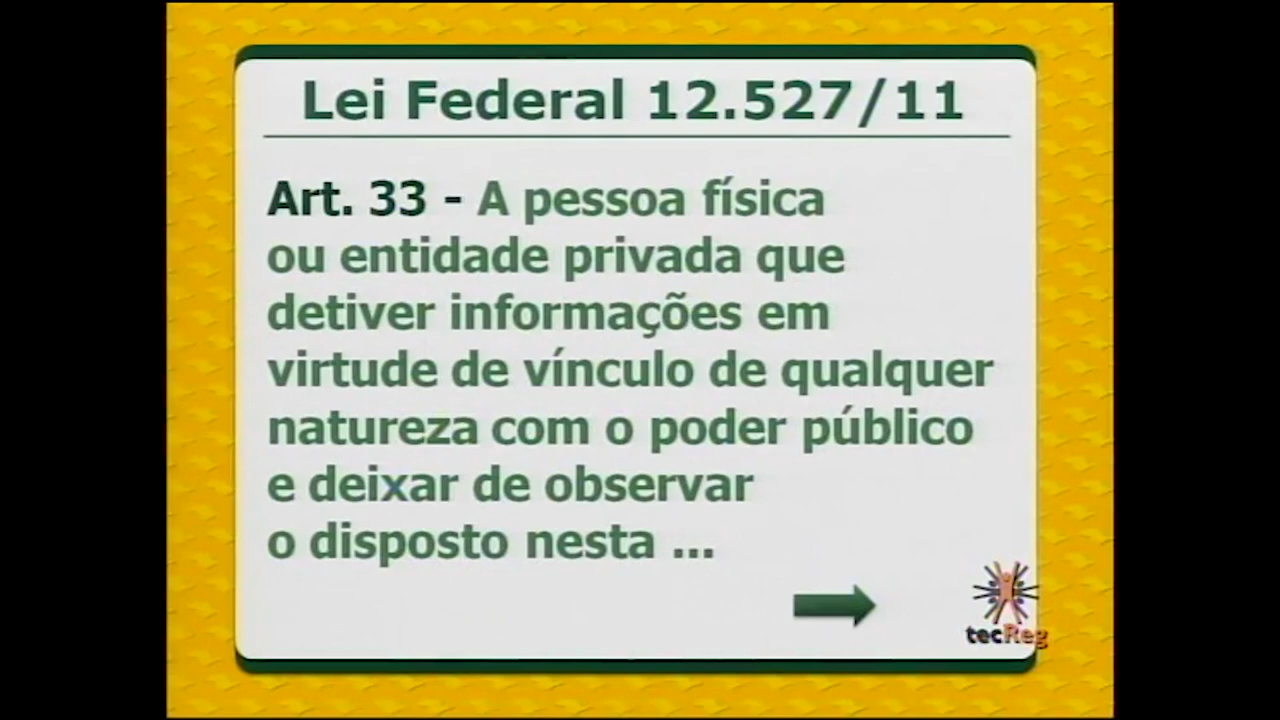 Lei Federal 12.527/11
Art. 33 - A pessoa física
ou entidade privada que
detiver informações em
virtude de vínculo de qualquer
natureza com o poder público
e deixar de observar
o disposto nesta ...
tecReg